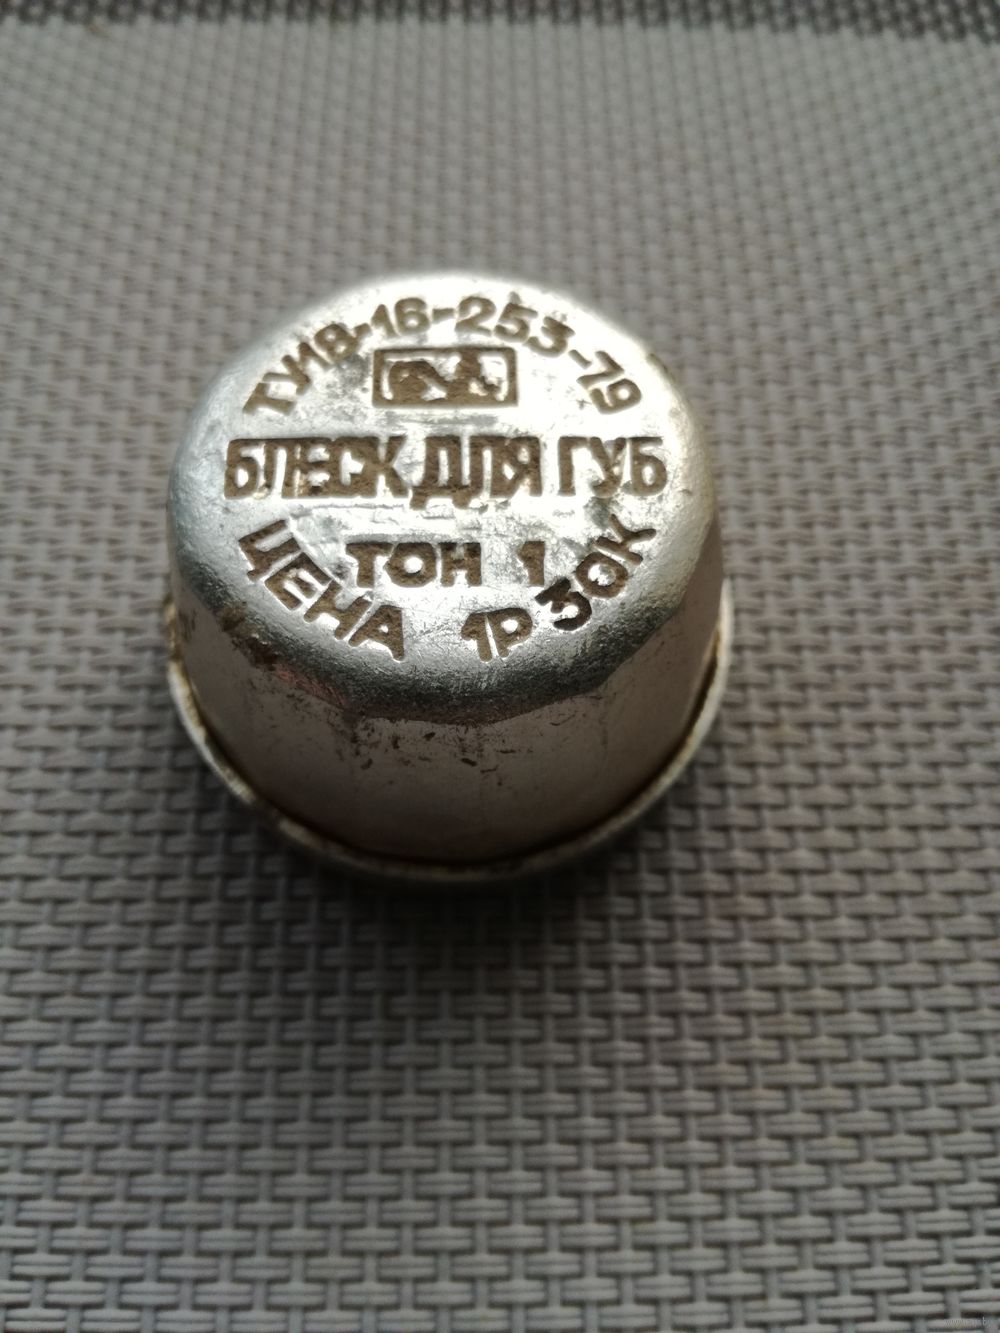 ТУ18-16-253-79
БЛЕСК ДЛЯ ГУБ
ТОН 1
ЦЕНА 1Р 30К